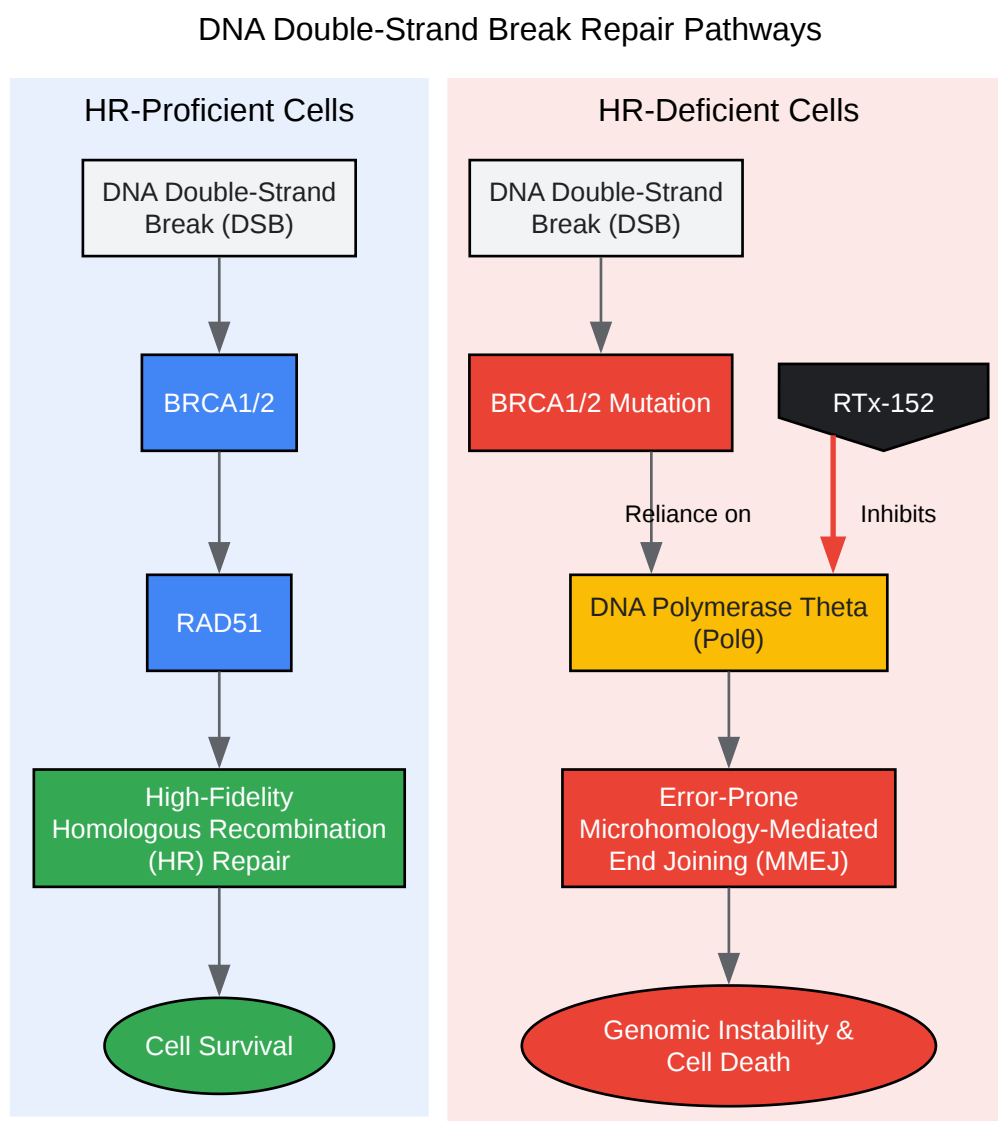 DNA Double-Strand Break Repair Pathways
HR-Proficient Cells
DNA Double-Strand
Break (DSB)
BRCA1/2
RAD51
High-Fidelity
Homologous Recombination
(HR) Repair
Cell Survival
HR-Deficient Cells
DNA Double-Strand
Break (DSB)
BRCA1/2 Mutation
RTx-152
Reliance on
Inhibits
DNA Polymerase Theta
(Polθ)
Error-Prone
Microhomology-Mediated
End Joining (MMEJ)
Genomic Instability &
Cell Death